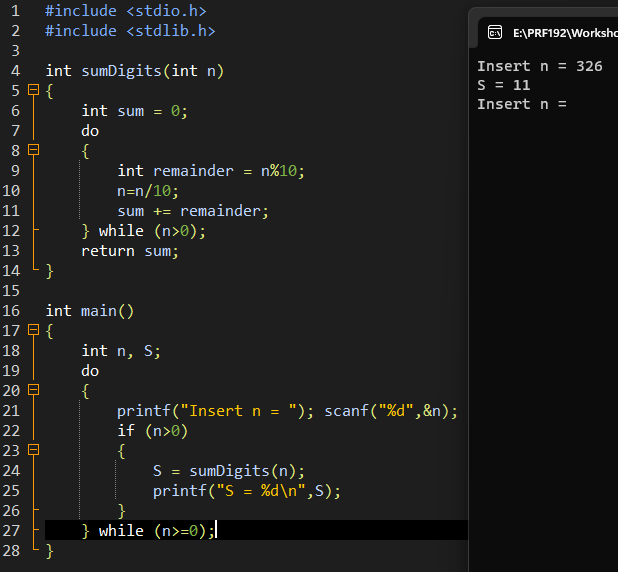 1 #include <stdio.h>
2 #include <stdlib.h>
3
4 int sumDigits(int n)
5 {
6     int sum = 0;
7     do
8     {
9         int remainder = n%10;
10         n=n/10;
11         sum += remainder;
12     } while (n>0);
13     return sum;
14 }
15
16 int main()
17 {
18     int n, S;
19     do
20     {
21         printf("Insert n = "); scanf("%d",&n);
22         if (n>0)
23         {
24             S = sumDigits(n);
25             printf("S = %d\n",S);
26         }
27     } while (n>=0);
28 }
E:\PRF192\Worksho
Insert n = 326
S = 11
Insert n =